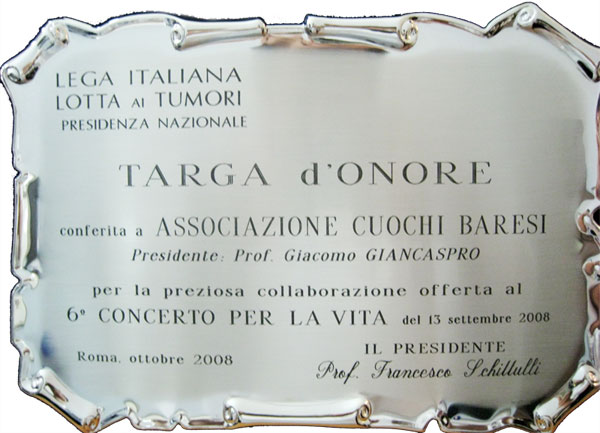 LEGA ITALIANA
LOTTA AI TUMORI
PRESIDENZA NAZIONALE
TARGA d'ONORE
conferita a ASSOCIAZIONE CUOCHI BARESI
Presidente: Prof. Giacomo GIANCASPRO
per la preziosa collaborazione offerta al
6° CONCERTO PER LA VITA del 13 settembre 2008
Roma, ottobre 2008
IL PRESIDENTE
Prof. Francesco Schittulli